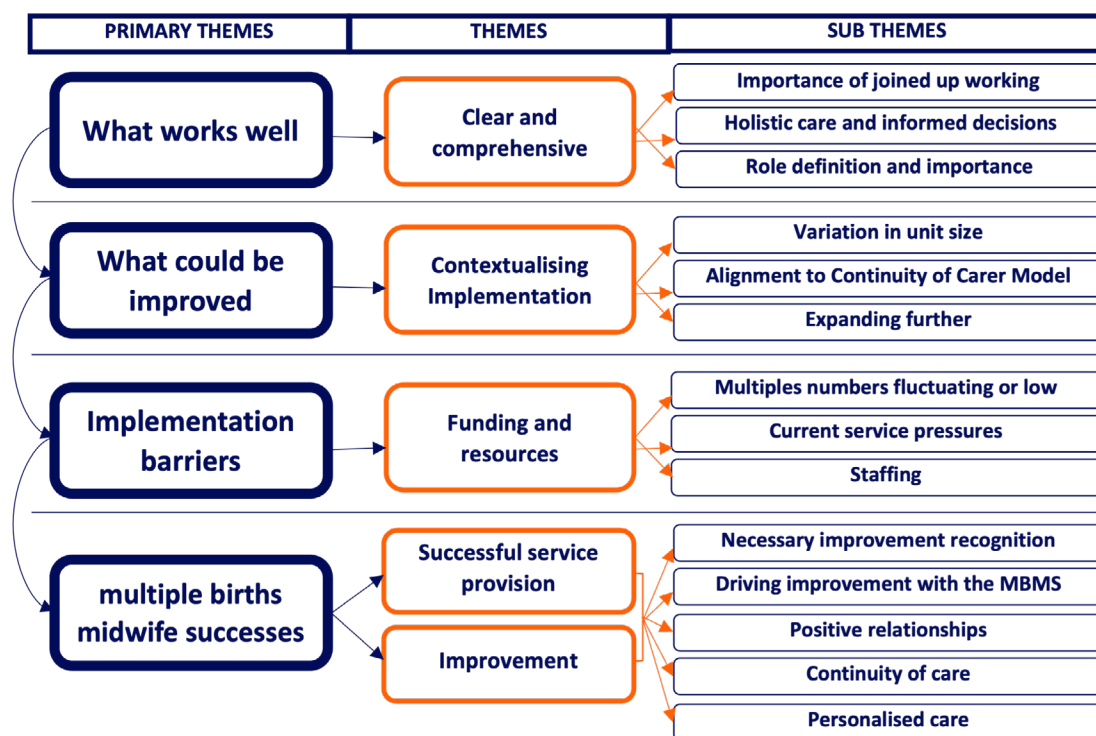 PRIMARY THEMES
THEMES
SUB THEMES
What works well
Clear and
comprehensive
Importance of joined up working
Holistic care and informed decisions
Role definition and importance
What could be
improved
Contextualising
Implementation
Variation in unit size
Alignment to Continuity of Carer Model
Expanding further
Implementation
barriers
Funding and
resources
Multiples numbers fluctuating or low
Current service pressures
Staffing
multiple births
midwife successes
Successful service
provision
Improvement
Necessary improvement recognition
Driving improvement with the MBMS
Positive relationships
Continuity of care
Personalised care